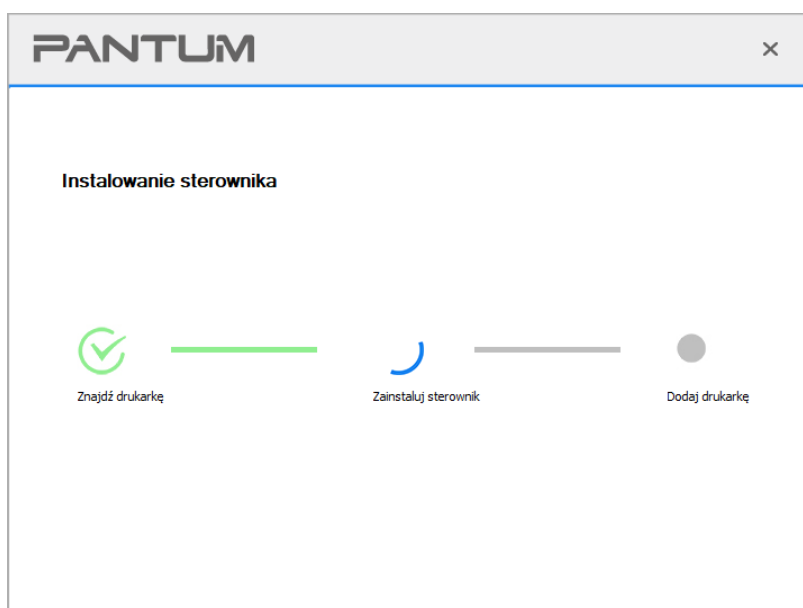 PANTUM
Instalowanie sterownika
Znajdź drukarkę
Zainstaluj sterownik
Dodaj drukarkę